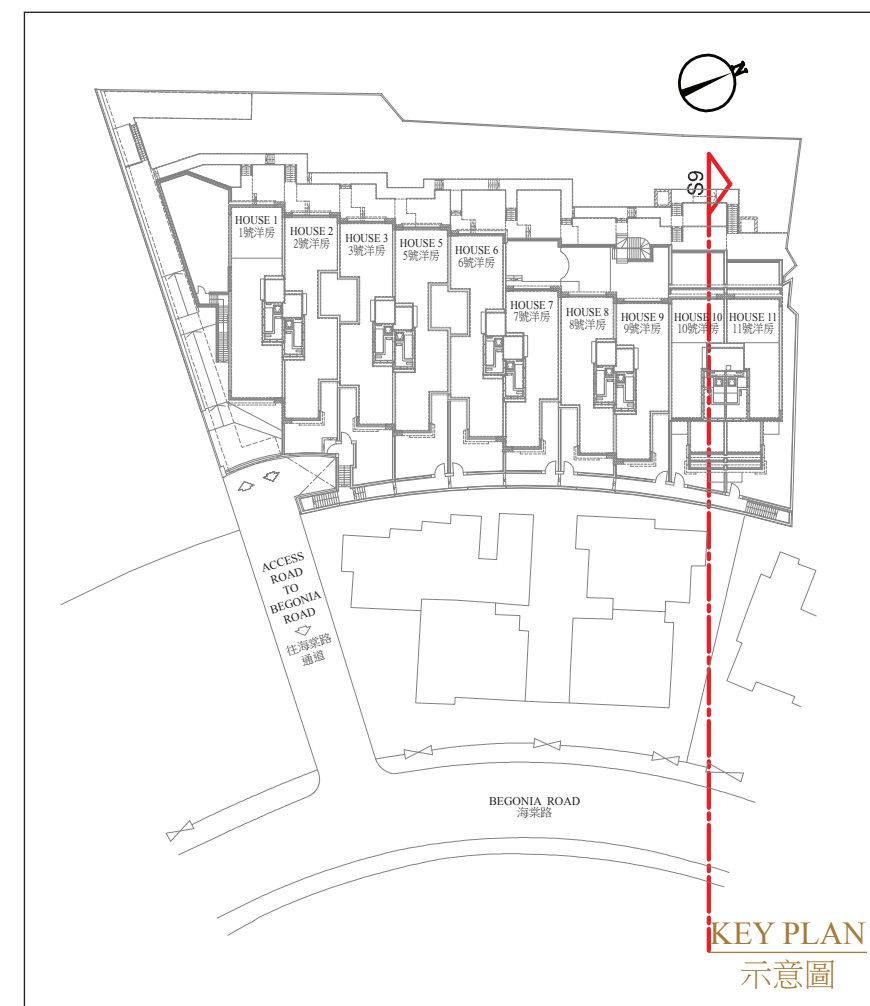 N
S9
HOUSE 1
1號洋房
HOUSE 2
2號洋房
HOUSE 3
3號洋房
HOUSE 5
5號洋房
HOUSE 6
6號洋房
HOUSE 7
7號洋房
HOUSE 8
8號洋房
HOUSE 9
9號洋房
HOUSE 10
10號洋房
HOUSE 11
11號洋房
ACCESS
ROAD
TO
BEGONIA
ROAD
往海棠路
通道
BEGONIA ROAD
海棠路
KEY PLAN
示意圖